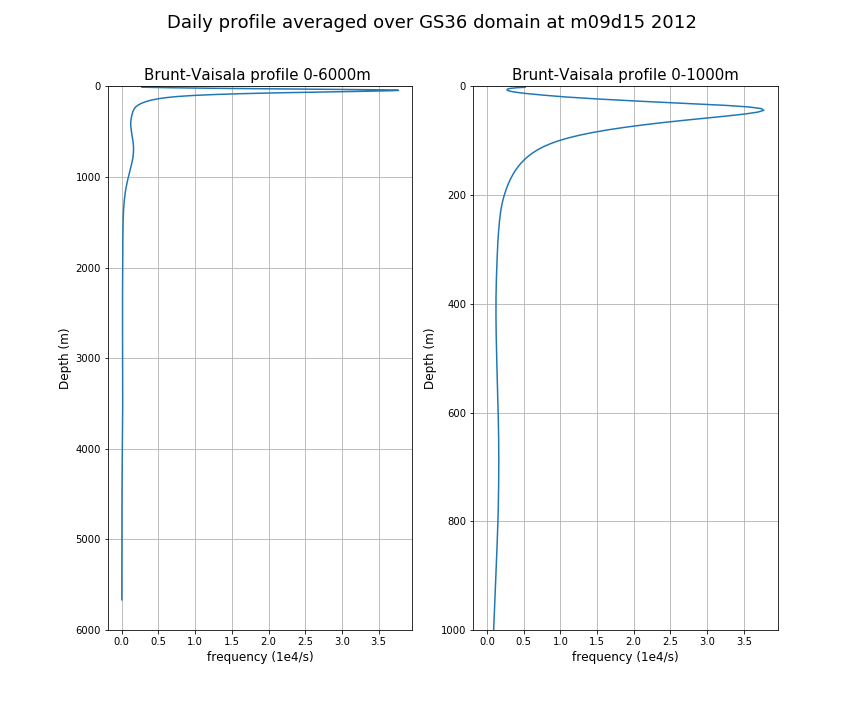 Daily profile averaged over GS36 domain at m09d15 2012
Brunt-Vaisala profile 0-6000m
0
1000
2000
3000
4000
5000
6000
Depth (m)
0.0 0.5 1.0 1.5 2.0 2.5 3.0 3.5
frequency (1e4/s)
Brunt-Vaisala profile 0-1000m
0
200
400
600
800
1000
Depth (m)
0.0 0.5 1.0 1.5 2.0 2.5 3.0 3.5
frequency (1e4/s)